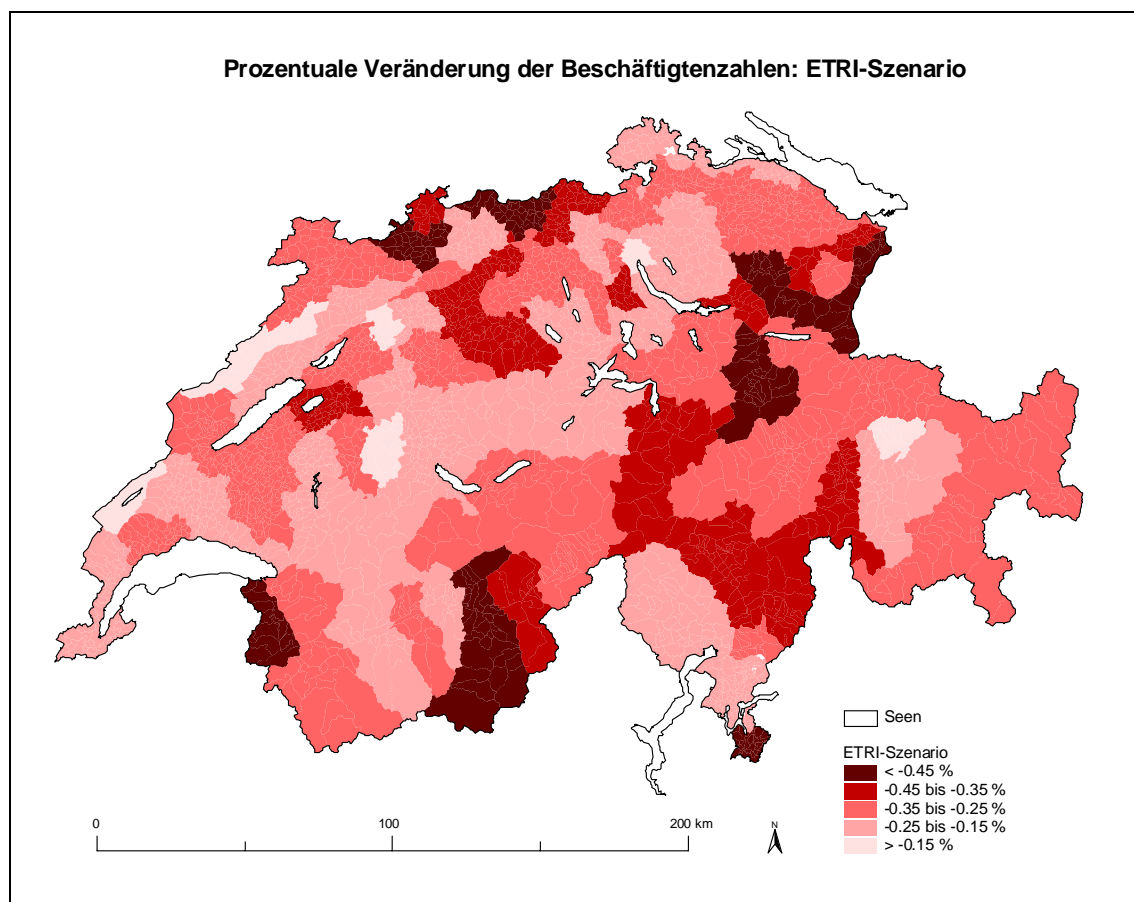 Prozentuale Veränderung der Beschäftigtenzahlen: ETRI-Szenario
Seen
ETRI-Szenario
< -0.45 %
-0.45 bis -0.35 %
-0.35 bis -0.25 %
-0.25 bis -0.15 %
> -0.15 %
0 100 200 km
N